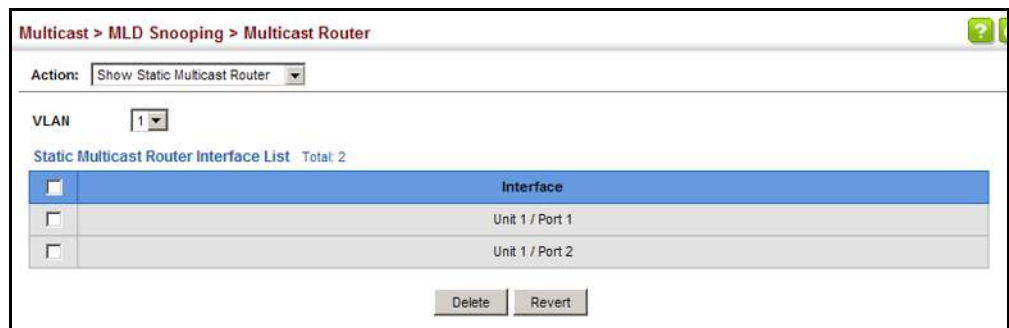 Multicast > MLD Snooping > Multicast Router
?
Action: Show Static Multicast Router
VLAN 1
Static Multicast Router Interface List Total: 2
Interface
Unit 1 / Port 1
Unit 1 / Port 2
Delete Revert